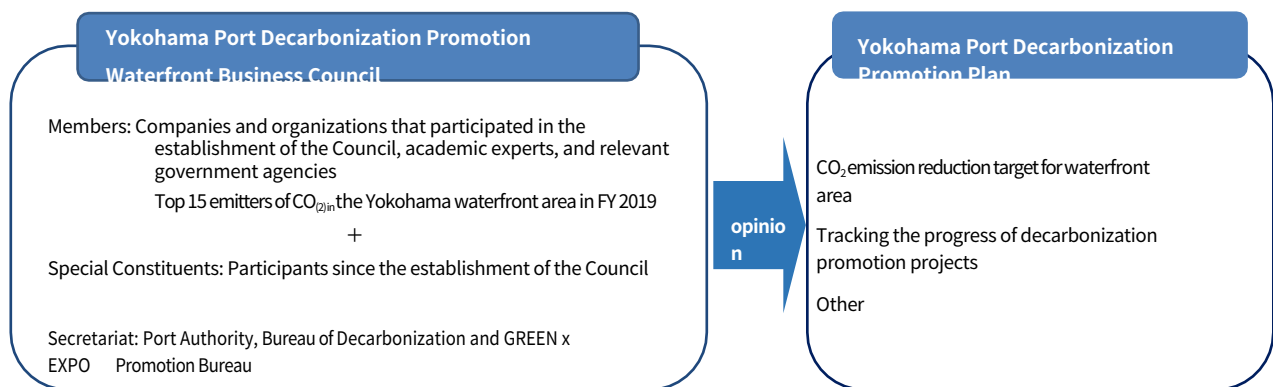 Yokohama Port Decarbonization Promotion
Waterfront Business Council
Members: Companies and organizations that participated in the
establishment of the Council, academic experts, and relevant
government agencies
Top 15 emitters of CO(2)in the Yokohama waterfront area in FY 2019
+
Special Constituents: Participants since the establishment of the Council
Secretariat: Port Authority, Bureau of Decarbonization and GREEN x
EXPO Promotion Bureau
opinio
n
Yokohama Port Decarbonization
Promotion Plan
CO2 emission reduction target for waterfront
area
Tracking the progress of decarbonization
promotion projects
Other